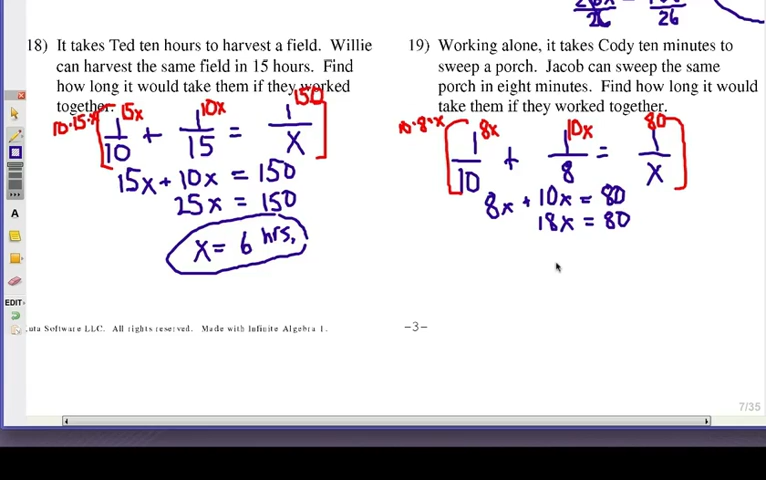 26
26
18) It takes Ted ten hours to harvest a field. Willie
can harvest the same field in 15 hours. Find
how long it would take them if they worked
together.
10·15·x [ 1/10 15x + 1/15 10x = 1/x 150 ]
15x + 10x = 150
25x = 150
x = 6 hrs.
19) Working alone, it takes Cody ten minutes to
sweep a porch. Jacob can sweep the same
porch in eight minutes. Find how long it would
take them if they worked together.
10·8·x [ 1/10 8x + 1/8 10x = 1/x 80 ]
8x + 10x = 80
18x = 80
A
EDIT
uta Software LLC. All rights reserved. Made with Infinite Algebra 1.
-3-
7/35